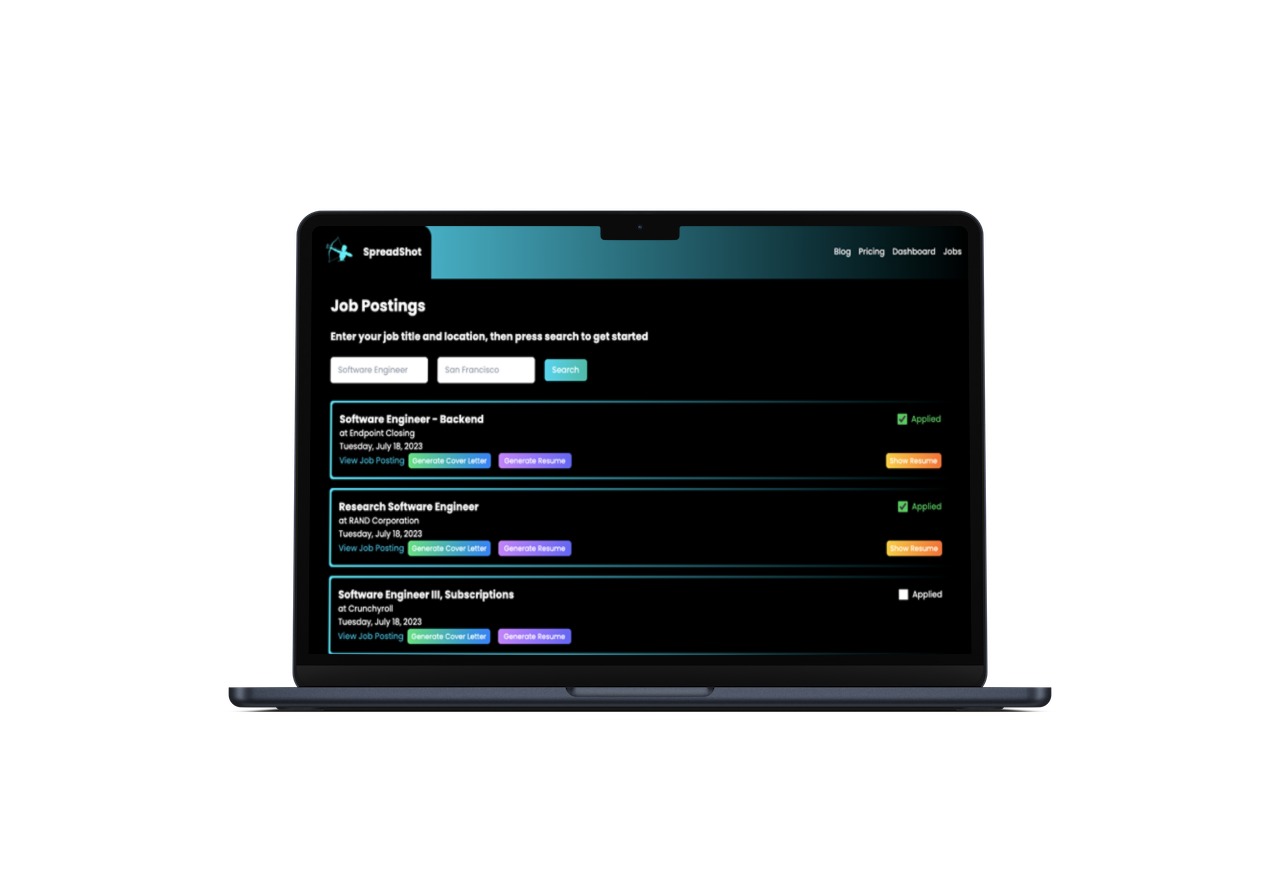 SpreadShot
Blog Pricing Dashboard Jobs
Job Postings
Enter your job title and location, then press search to get started
Software Engineer San Francisco Search
Software Engineer - Backend Applied
at Endpoint Closing
Tuesday, July 18, 2023
View Job Posting Generate Cover Letter Generate Resume Show Resume
Research Software Engineer Applied
at RAND Corporation
Tuesday, July 18, 2023
View Job Posting Generate Cover Letter Generate Resume Show Resume
Software Engineer III, Subscriptions Applied
at Crunchyroll
Tuesday, July 18, 2023
View Job Posting Generate Cover Letter Generate Resume